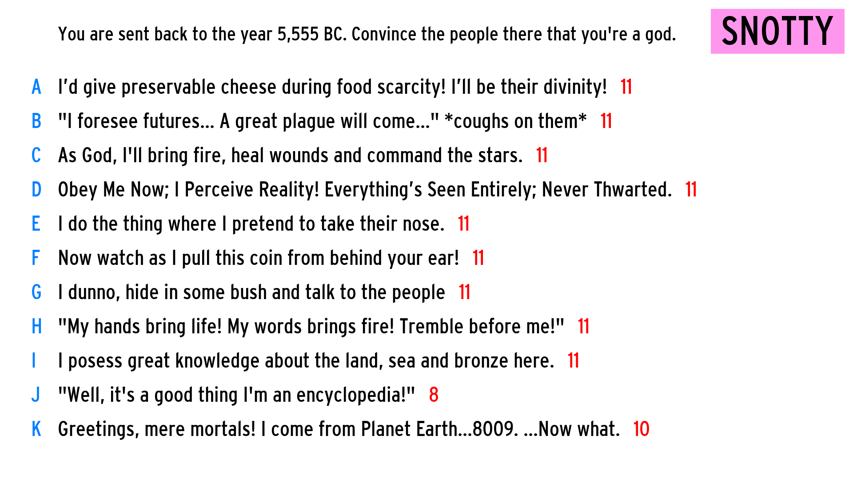 You are sent back to the year 5,555 BC. Convince the people there that you're a god.
SNOTTY
A I'd give preservable cheese during food scarcity! I'll be their divinity! 11
B "I foresee futures... A great plague will come..." *coughs on them* 11
C As God, I'll bring fire, heal wounds and command the stars. 11
D Obey Me Now; I Perceive Reality! Everything's Seen Entirely; Never Thwarted. 11
E I do the thing where I pretend to take their nose. 11
F Now watch as I pull this coin from behind your ear! 11
G I dunno, hide in some bush and talk to the people 11
H "My hands bring life! My words brings fire! Tremble before me!" 11
I I posess great knowledge about the land, sea and bronze here. 11
J "Well, it's a good thing I'm an encyclopedia!" 8
K Greetings, mere mortals! I come from Planet Earth...8009. ...Now what. 10